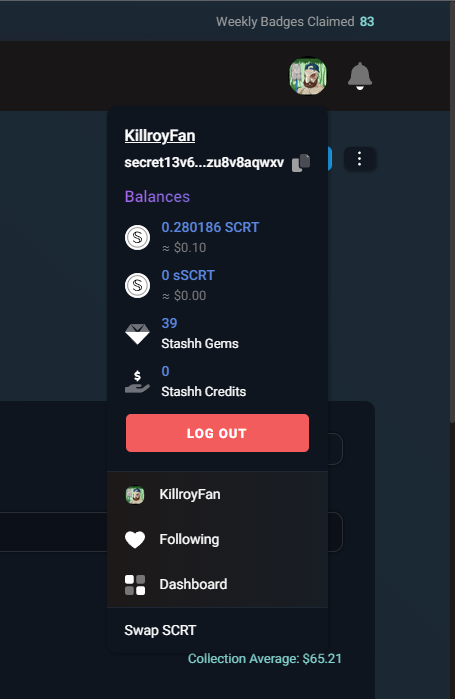 Weekly Badges Claimed 83
KillroyFan
secret13v6...zu8v8aqwxv
Balances
0.280186 SCRT
≈ $0.10
0 sSCRT
≈ $0.00
39
Stashh Gems
0
Stashh Credits
LOG OUT
KillroyFan
Following
Dashboard
Swap SCRT
Collection Average: $65.21